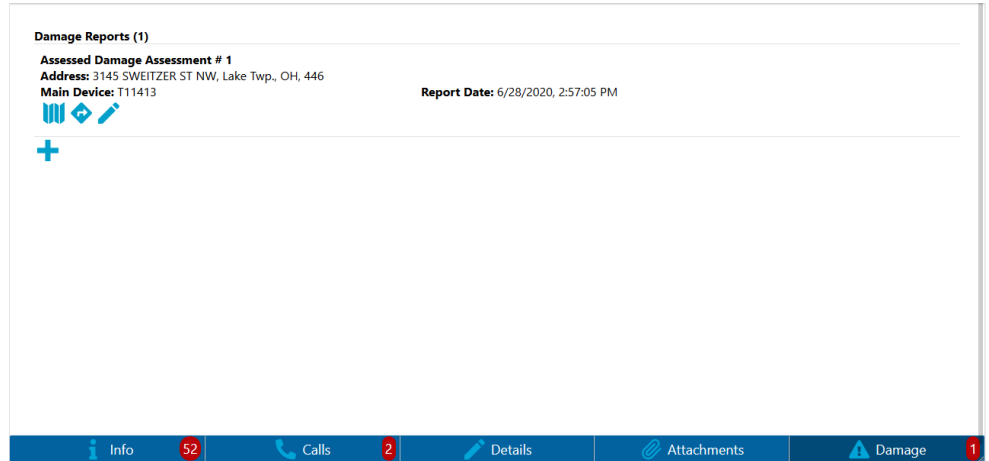 Damage Reports (1)
Assessed Damage Assessment # 1
Address: 3145 SWEITZER ST NW, Lake Twp., OH, 446
Main Device: T11413 Report Date: 6/28/2020, 2:57:05 PM
Info 52 Calls 2 Details Attachments Damage 1